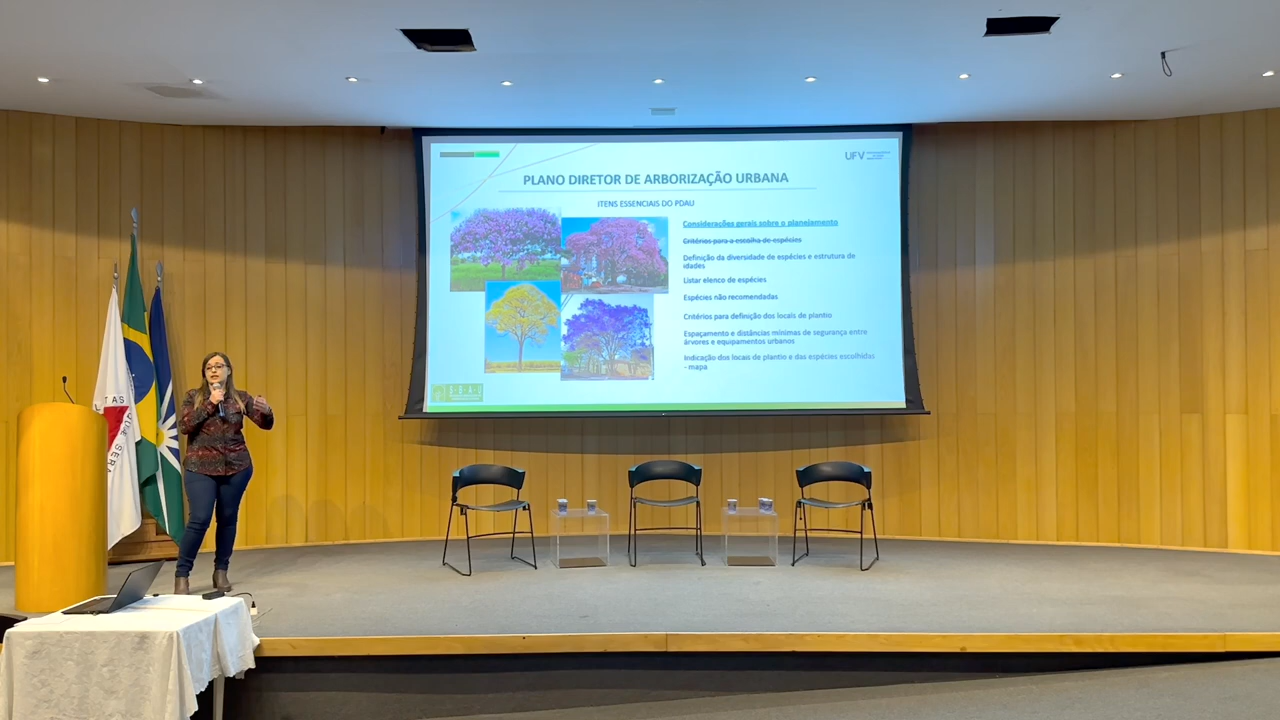 UFV
PLANO DIRETOR DE ARBORIZAÇÃO URBANA
ITENS ESSENCIAIS DO PDAU
Considerações gerais sobre o planejamento
Critérios para a escolha de espécies
Definição da diversidade de espécies e estrutura de
idades
Listar elenco de espécies
Espécies não recomendadas
Critérios para definição dos locais de plantio
Espaçamento e distâncias mínimas de segurança entre
árvores e equipamentos urbanos
Indicação dos locais de plantio e das espécies escolhidas
- mapa
SBAU
TAS
SERA